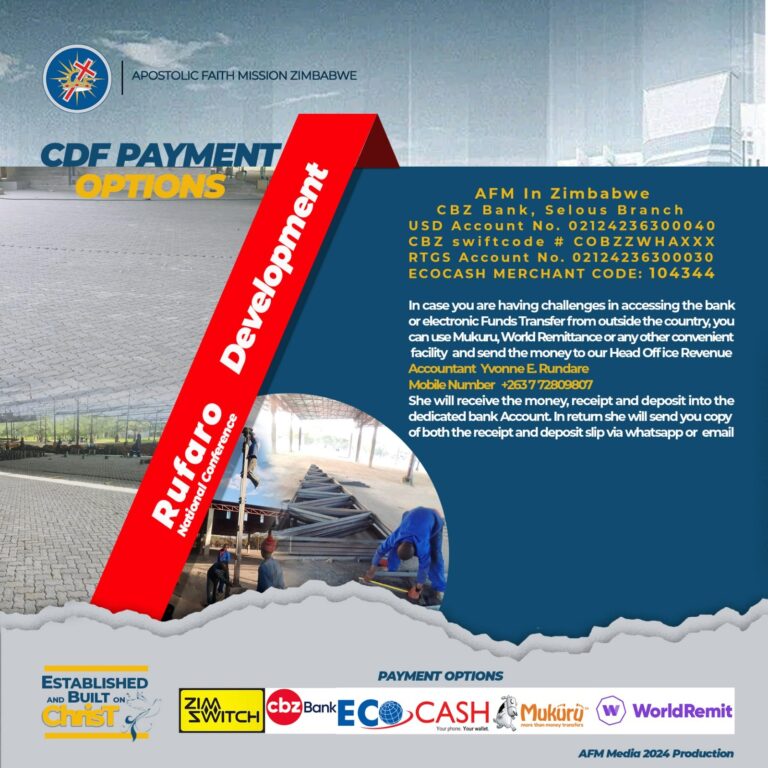 APOSTOLIC FAITH MISSION ZIMBABWE
CDF PAYMENT
OPTIONS
Rufaro Development
National Conference
AFM In Zimbabwe
CBZ Bank, Selous Branch
USD Account No. 02124236300040
CBZ swiftcode # COBZZWHAXXX
RTGS Account No. 02124236300030
ECOCASH MERCHANT CODE: 104344
In case you are having challenges in accessing the bank
or electronic Funds Transfer from outside the country, you
can use Mukuru, World Remittance or any other convenient
facility and send the money to our Head Office Revenue
Accountant Yvonne E. Rundare
Mobile Number +263 7 72809807
She will receive the money, receipt and deposit into the
dedicated bank Account. In return she will send you copy
of both the receipt and deposit slip via whatsapp or email
ESTABLISHED
AND BUILT ON
ChrisT
PAYMENT OPTIONS
ZIM
SWITCH
cbz Bank
ECOCASH
Your phone. Your wallet.
Mukuru
more than money transfers
W WorldRemit
AFM Media 2024 Production